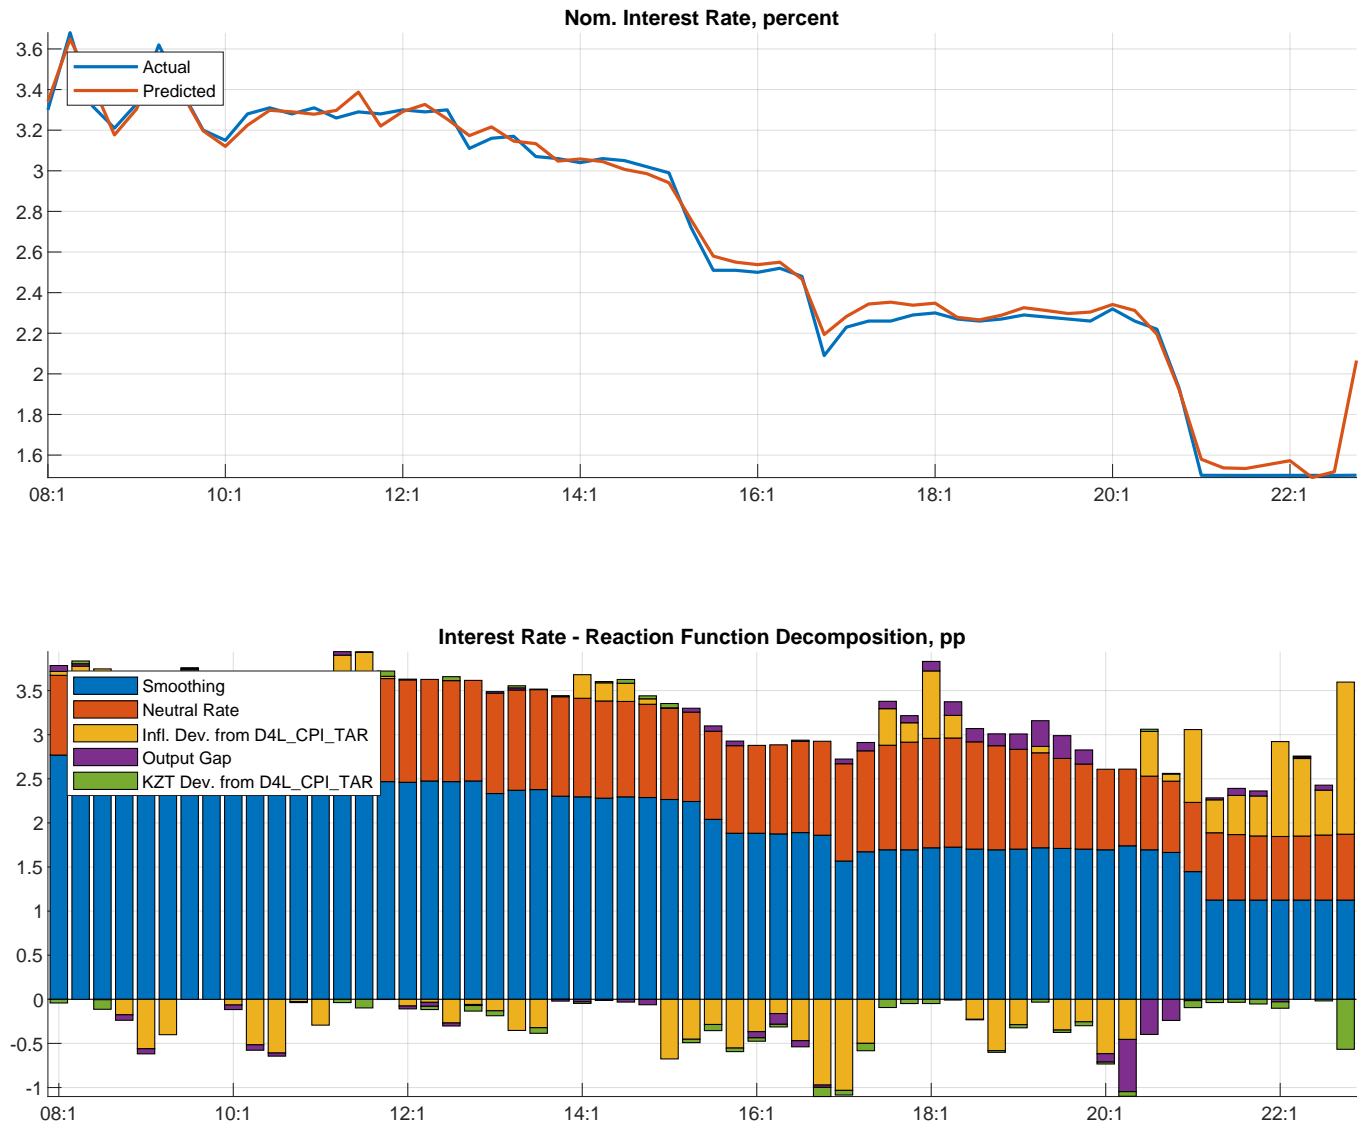 Nom. Interest Rate, percent
3.6
3.4
3.2
3
2.8
2.6
2.4
2.2
2
1.8
1.6
Actual
Predicted
08:1 10:1 12:1 14:1 16:1 18:1 20:1 22:1
Interest Rate - Reaction Function Decomposition, pp
3.5
3
2.5
2
1.5
1
0.5
0
-0.5
-1
Smoothing
Neutral Rate
Infl. Dev. from D4L_CPI_TAR
Output Gap
KZT Dev. from D4L_CPI_TAR
08:1 10:1 12:1 14:1 16:1 18:1 20:1 22:1